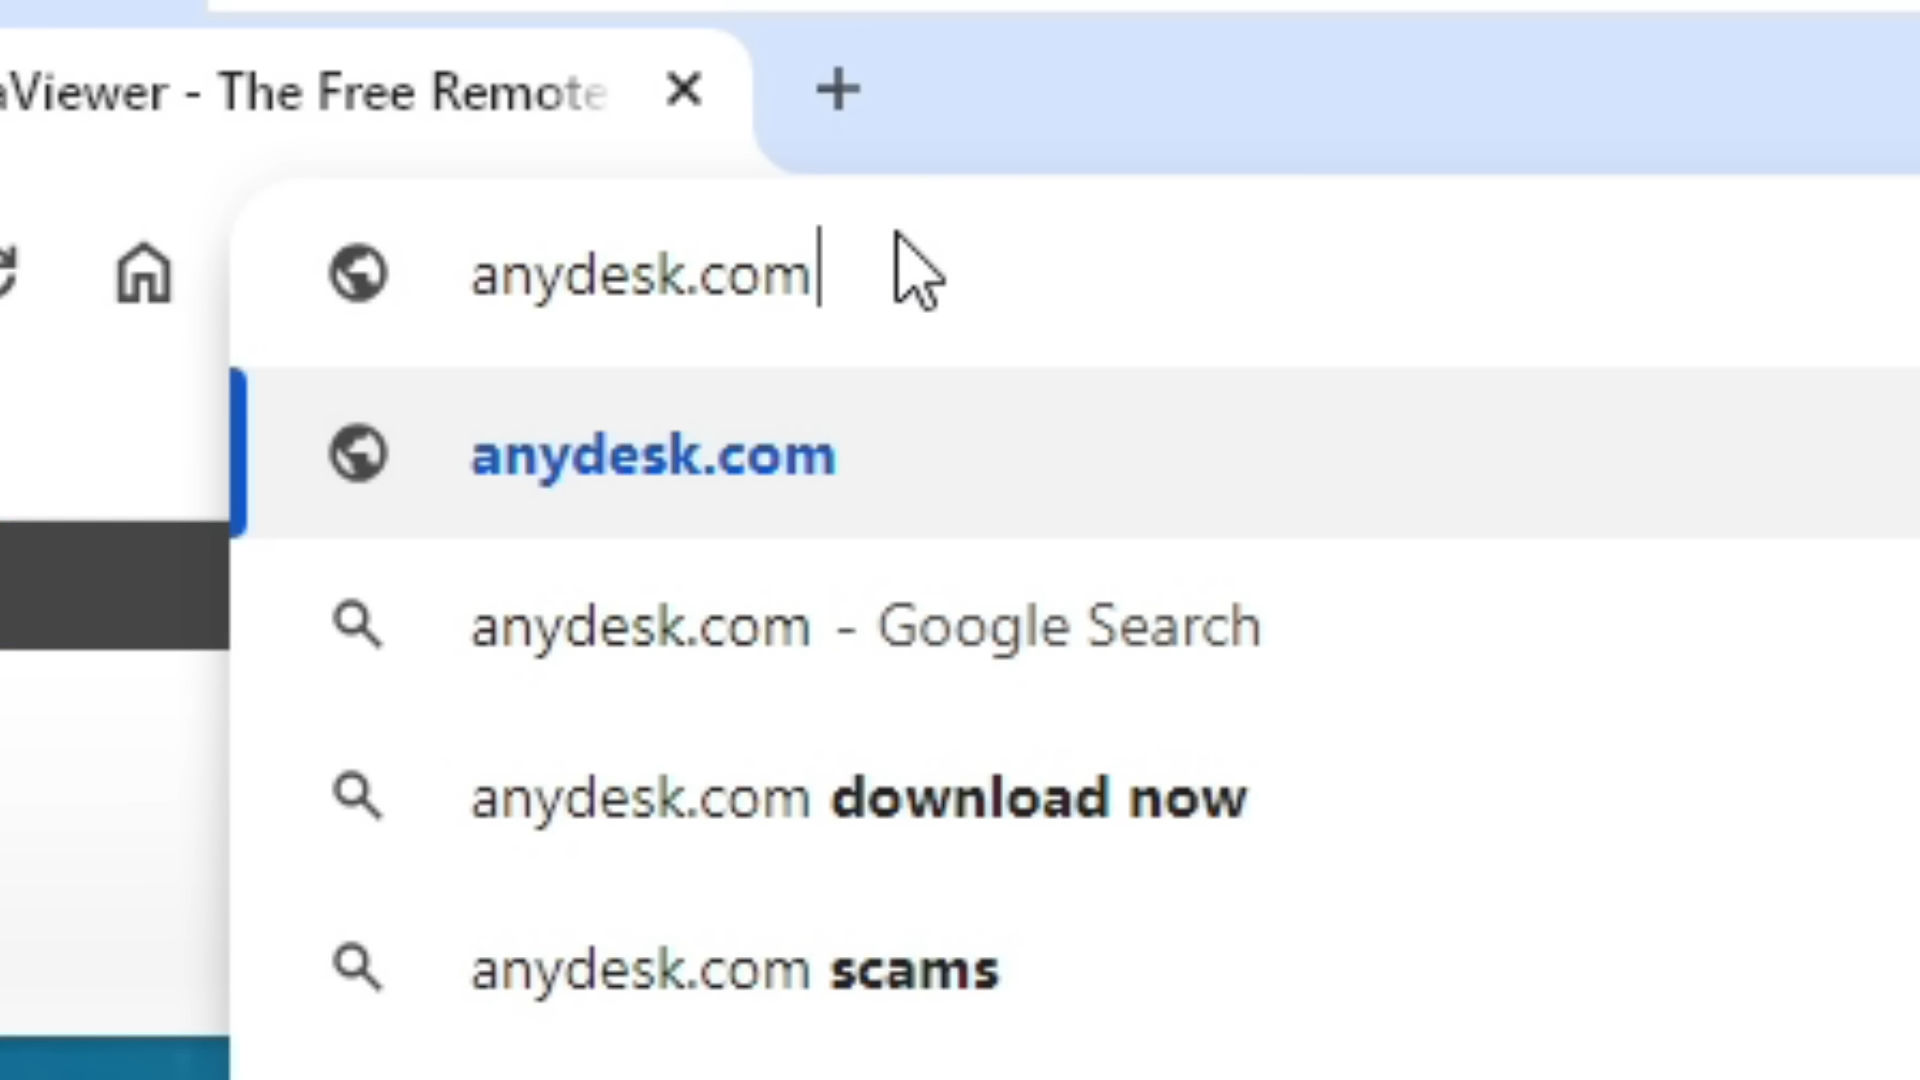 aViewer - The Free Remote
anydesk.com
anydesk.com
anydesk.com - Google Search
anydesk.com download now
anydesk.com scams